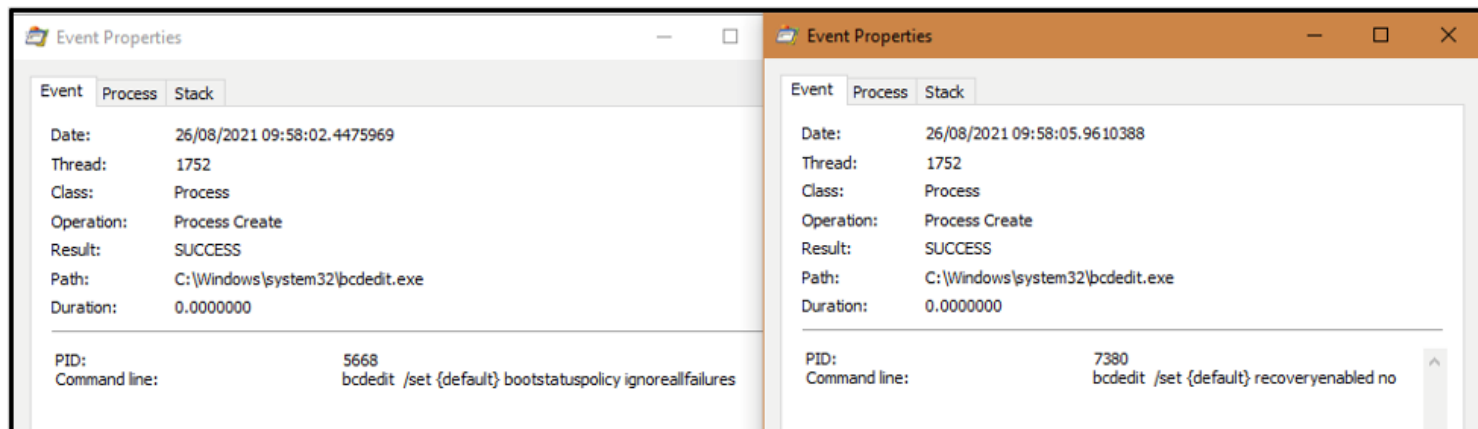 Event Properties
Event Process Stack
Date: 26/08/2021 09:58:02.4475969
Thread: 1752
Class: Process
Operation: Process Create
Result: SUCCESS
Path: C:\Windows\system32\bcdedit.exe
Duration: 0.0000000
PID: 5668
Command line: bcdedit /set {default} bootstatuspolicy ignoreallfailures
Event Properties
Event Process Stack
Date: 26/08/2021 09:58:05.9610388
Thread: 1752
Class: Process
Operation: Process Create
Result: SUCCESS
Path: C:\Windows\system32\bcdedit.exe
Duration: 0.0000000
PID: 7380
Command line: bcdedit /set {default} recoveryenabled no